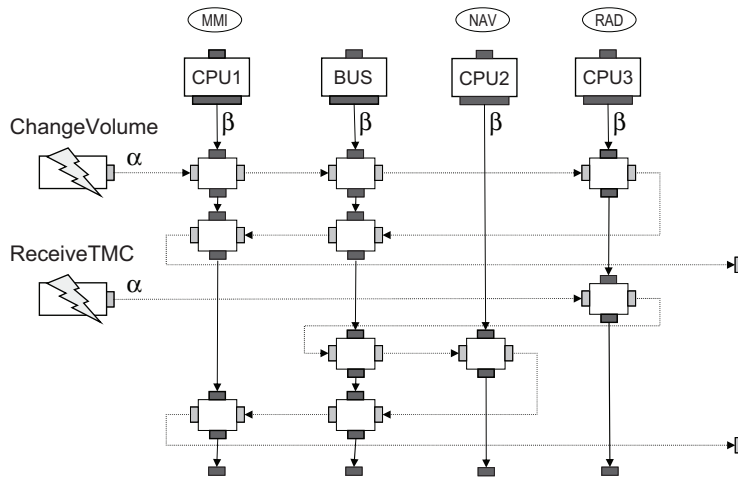 MMI NAV RAD
CPU1 BUS CPU2 CPU3
β β β β
ChangeVolume
α
ReceiveTMC
α